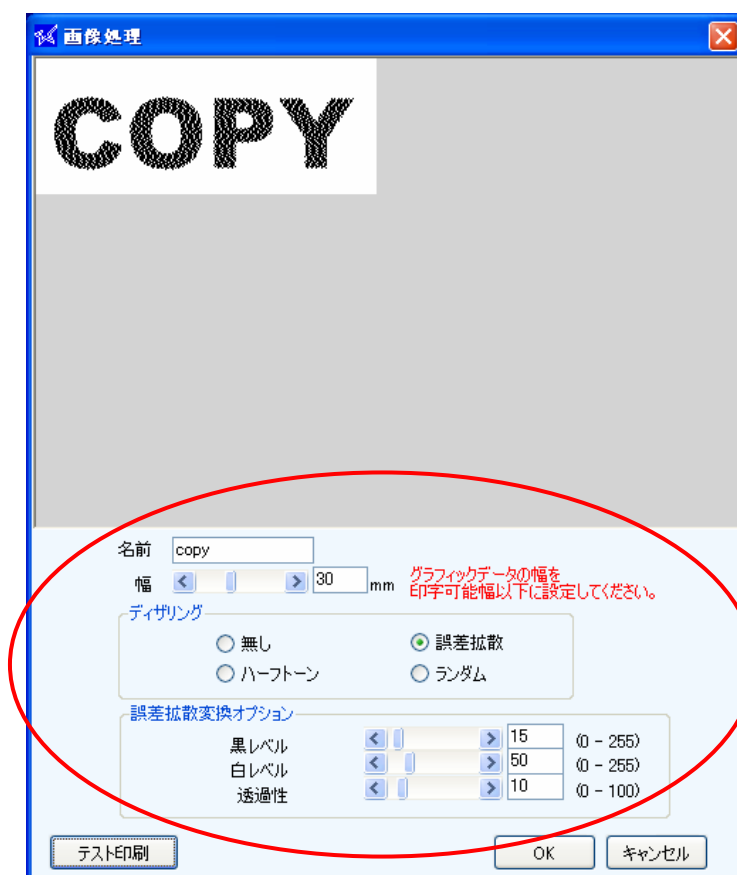 画像処理
COPY
名前 copy
幅 30 mm グラフィックデータの幅を
印字可能幅以下に設定してください。
ディザリング
無し 誤差拡散
ハーフトーン ランダム
誤差拡散変換オプション
黒レベル 15 (0 - 255)
白レベル 50 (0 - 255)
透過性 10 (0 - 100)
テスト印刷 OK キャンセル